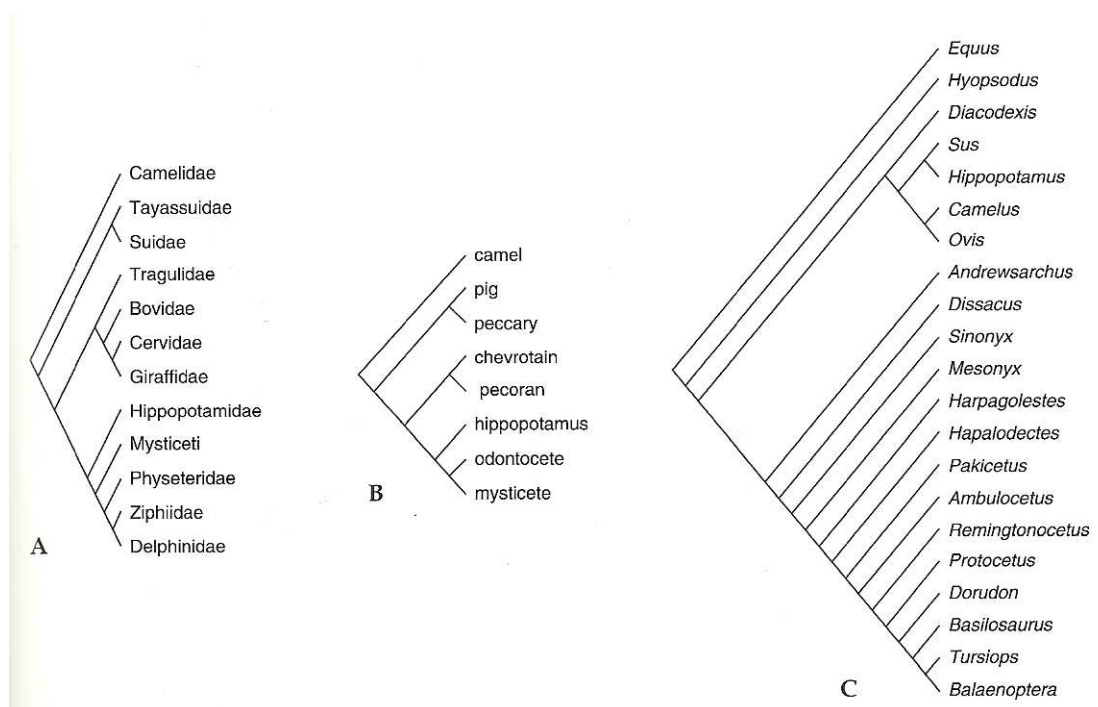 Camelidae
Tayassuidae
Suidae
Tragulidae
Bovidae
Cervidae
Giraffidae
Hippopotamidae
Mysticeti
Physeteridae
Ziphiidae
Delphinidae
A
camel
pig
peccary
chevrotain
pecoran
hippopotamus
odontocete
mysticete
B
Equus
Hyopsodus
Diacodexis
Sus
Hippopotamus
Camelus
Ovis
Andrewsarchus
Dissacus
Sinonyx
Mesonyx
Harpagolestes
Hapalodectes
Pakicetus
Ambulocetus
Remingtonocetus
Protocetus
Dorudon
Basilosaurus
Tursiops
Balaenoptera
C